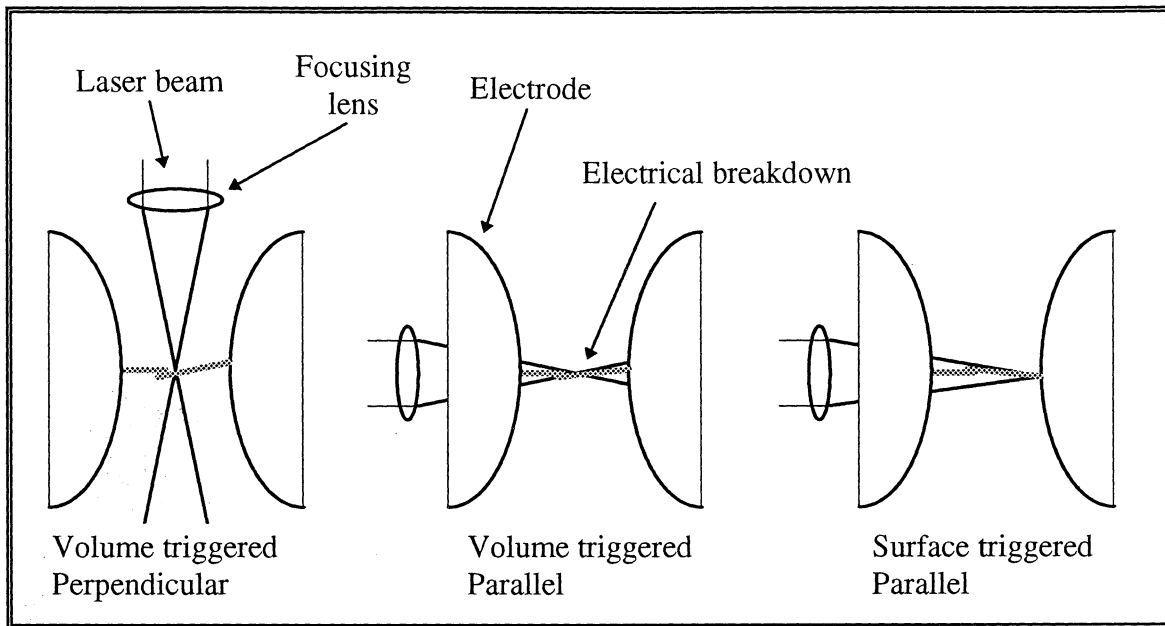 Laser beam
Focusing
lens
Electrode
Electrical breakdown
Volume triggered
Perpendicular
Volume triggered
Parallel
Surface triggered
Parallel